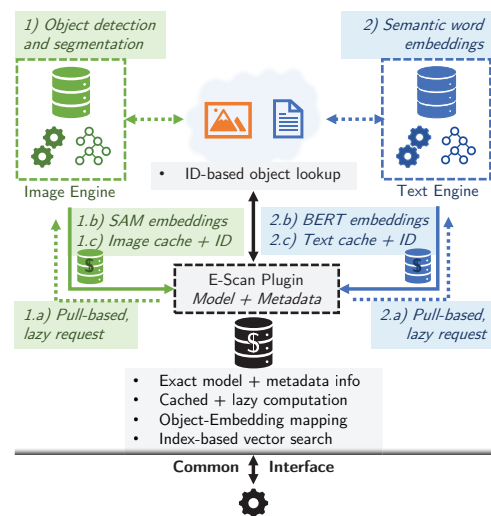 1) Object detection
and segmentation
2) Semantic word
embeddings
Image Engine
• ID-based object lookup
Text Engine
1.b) SAM embeddings
1.c) Image cache + ID
2.b) BERT embeddings
2.c) Text cache + ID
$
$
E-Scan Plugin
Model + Metadata
1.a) Pull-based,
lazy request
2.a) Pull-based,
lazy request
$
• Exact model + metadata info
• Cached + lazy computation
• Object-Embedding mapping
• Index-based vector search
Common Interface